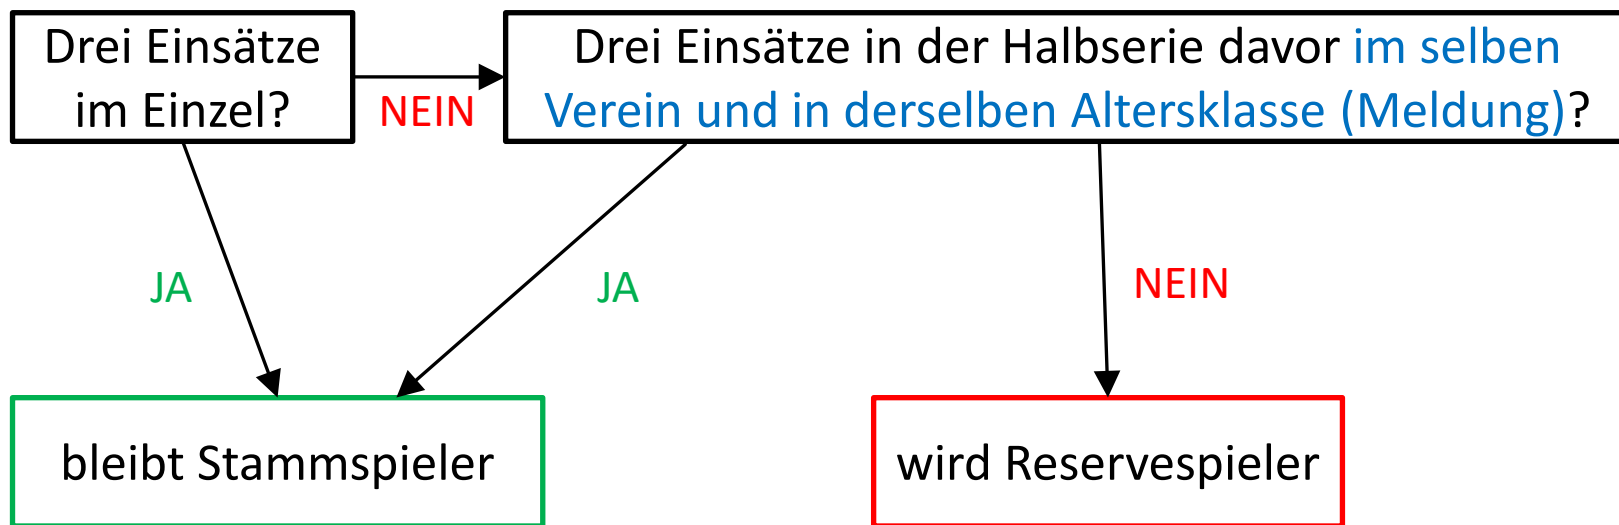 Drei Einsätze
im Einzel?
NEIN
Drei Einsätze in der Halbserie davor im selben
Verein und in derselben Altersklasse (Meldung)?
JA
JA
NEIN
bleibt Stammspieler
wird Reservespieler